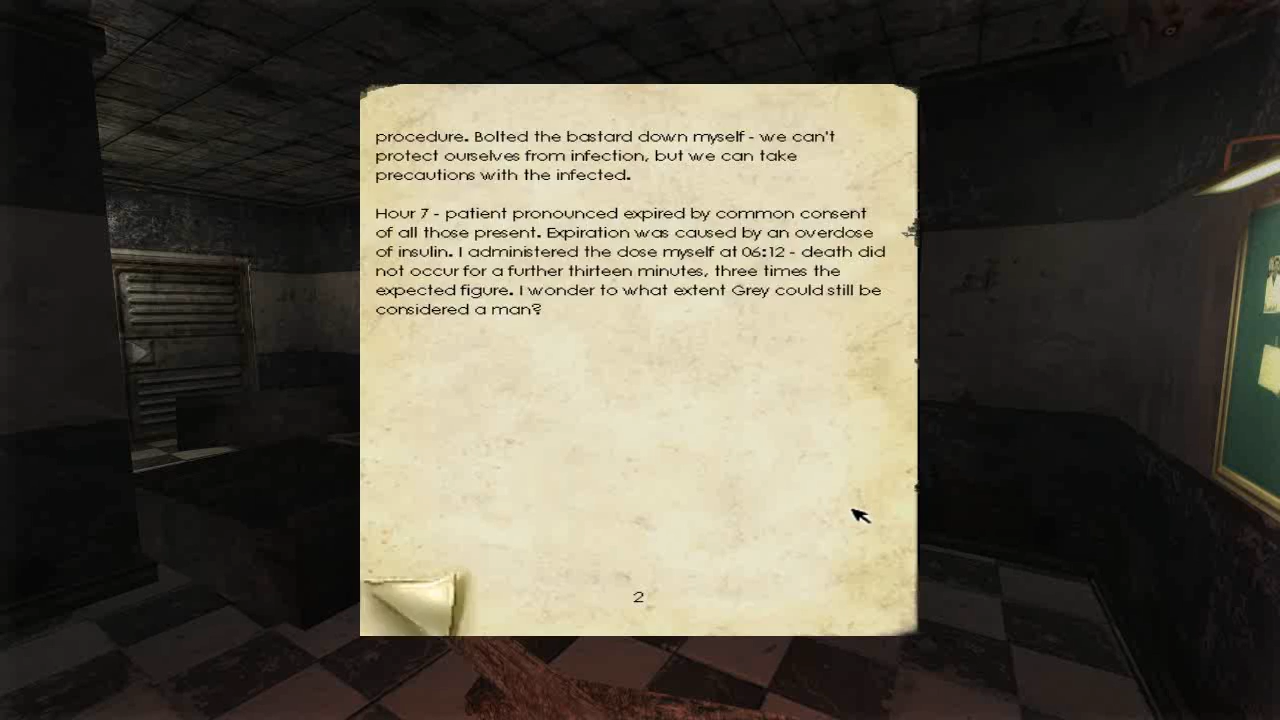 procedure. Bolted the bastard down myself - we can't
protect ourselves from infection, but we can take
precautions with the infected.
Hour 7 - patient pronounced expired by common consent
of all those present. Expiration was caused by an overdose
of insulin. I administered the dose myself at 06:12 - death did
not occur for a further thirteen minutes, three times the
expected figure. I wonder to what extent Grey could still be
considered a man?
2